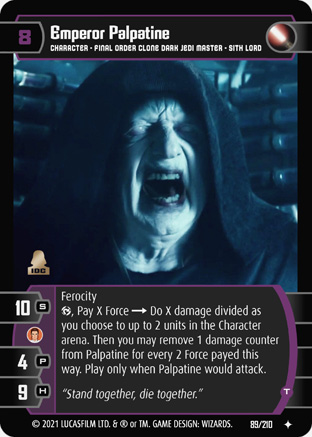 8 Emperor Palpatine
CHARACTER - FINAL ORDER CLONE DARK JEDI MASTER - SITH LORD
IDC
10 S
4 P
9 H
Ferocity
, Pay X Force → Do X damage divided as
you choose to up to 2 units in the Character
arena. Then you may remove 1 damage counter
from Palpatine for every 2 Force payed this
way. Play only when Palpatine would attack.
“Stand together, die together.”
T
© 2021 LUCASFILM LTD. & ® or TM. GAME DESIGN: WIZARDS. 89/210